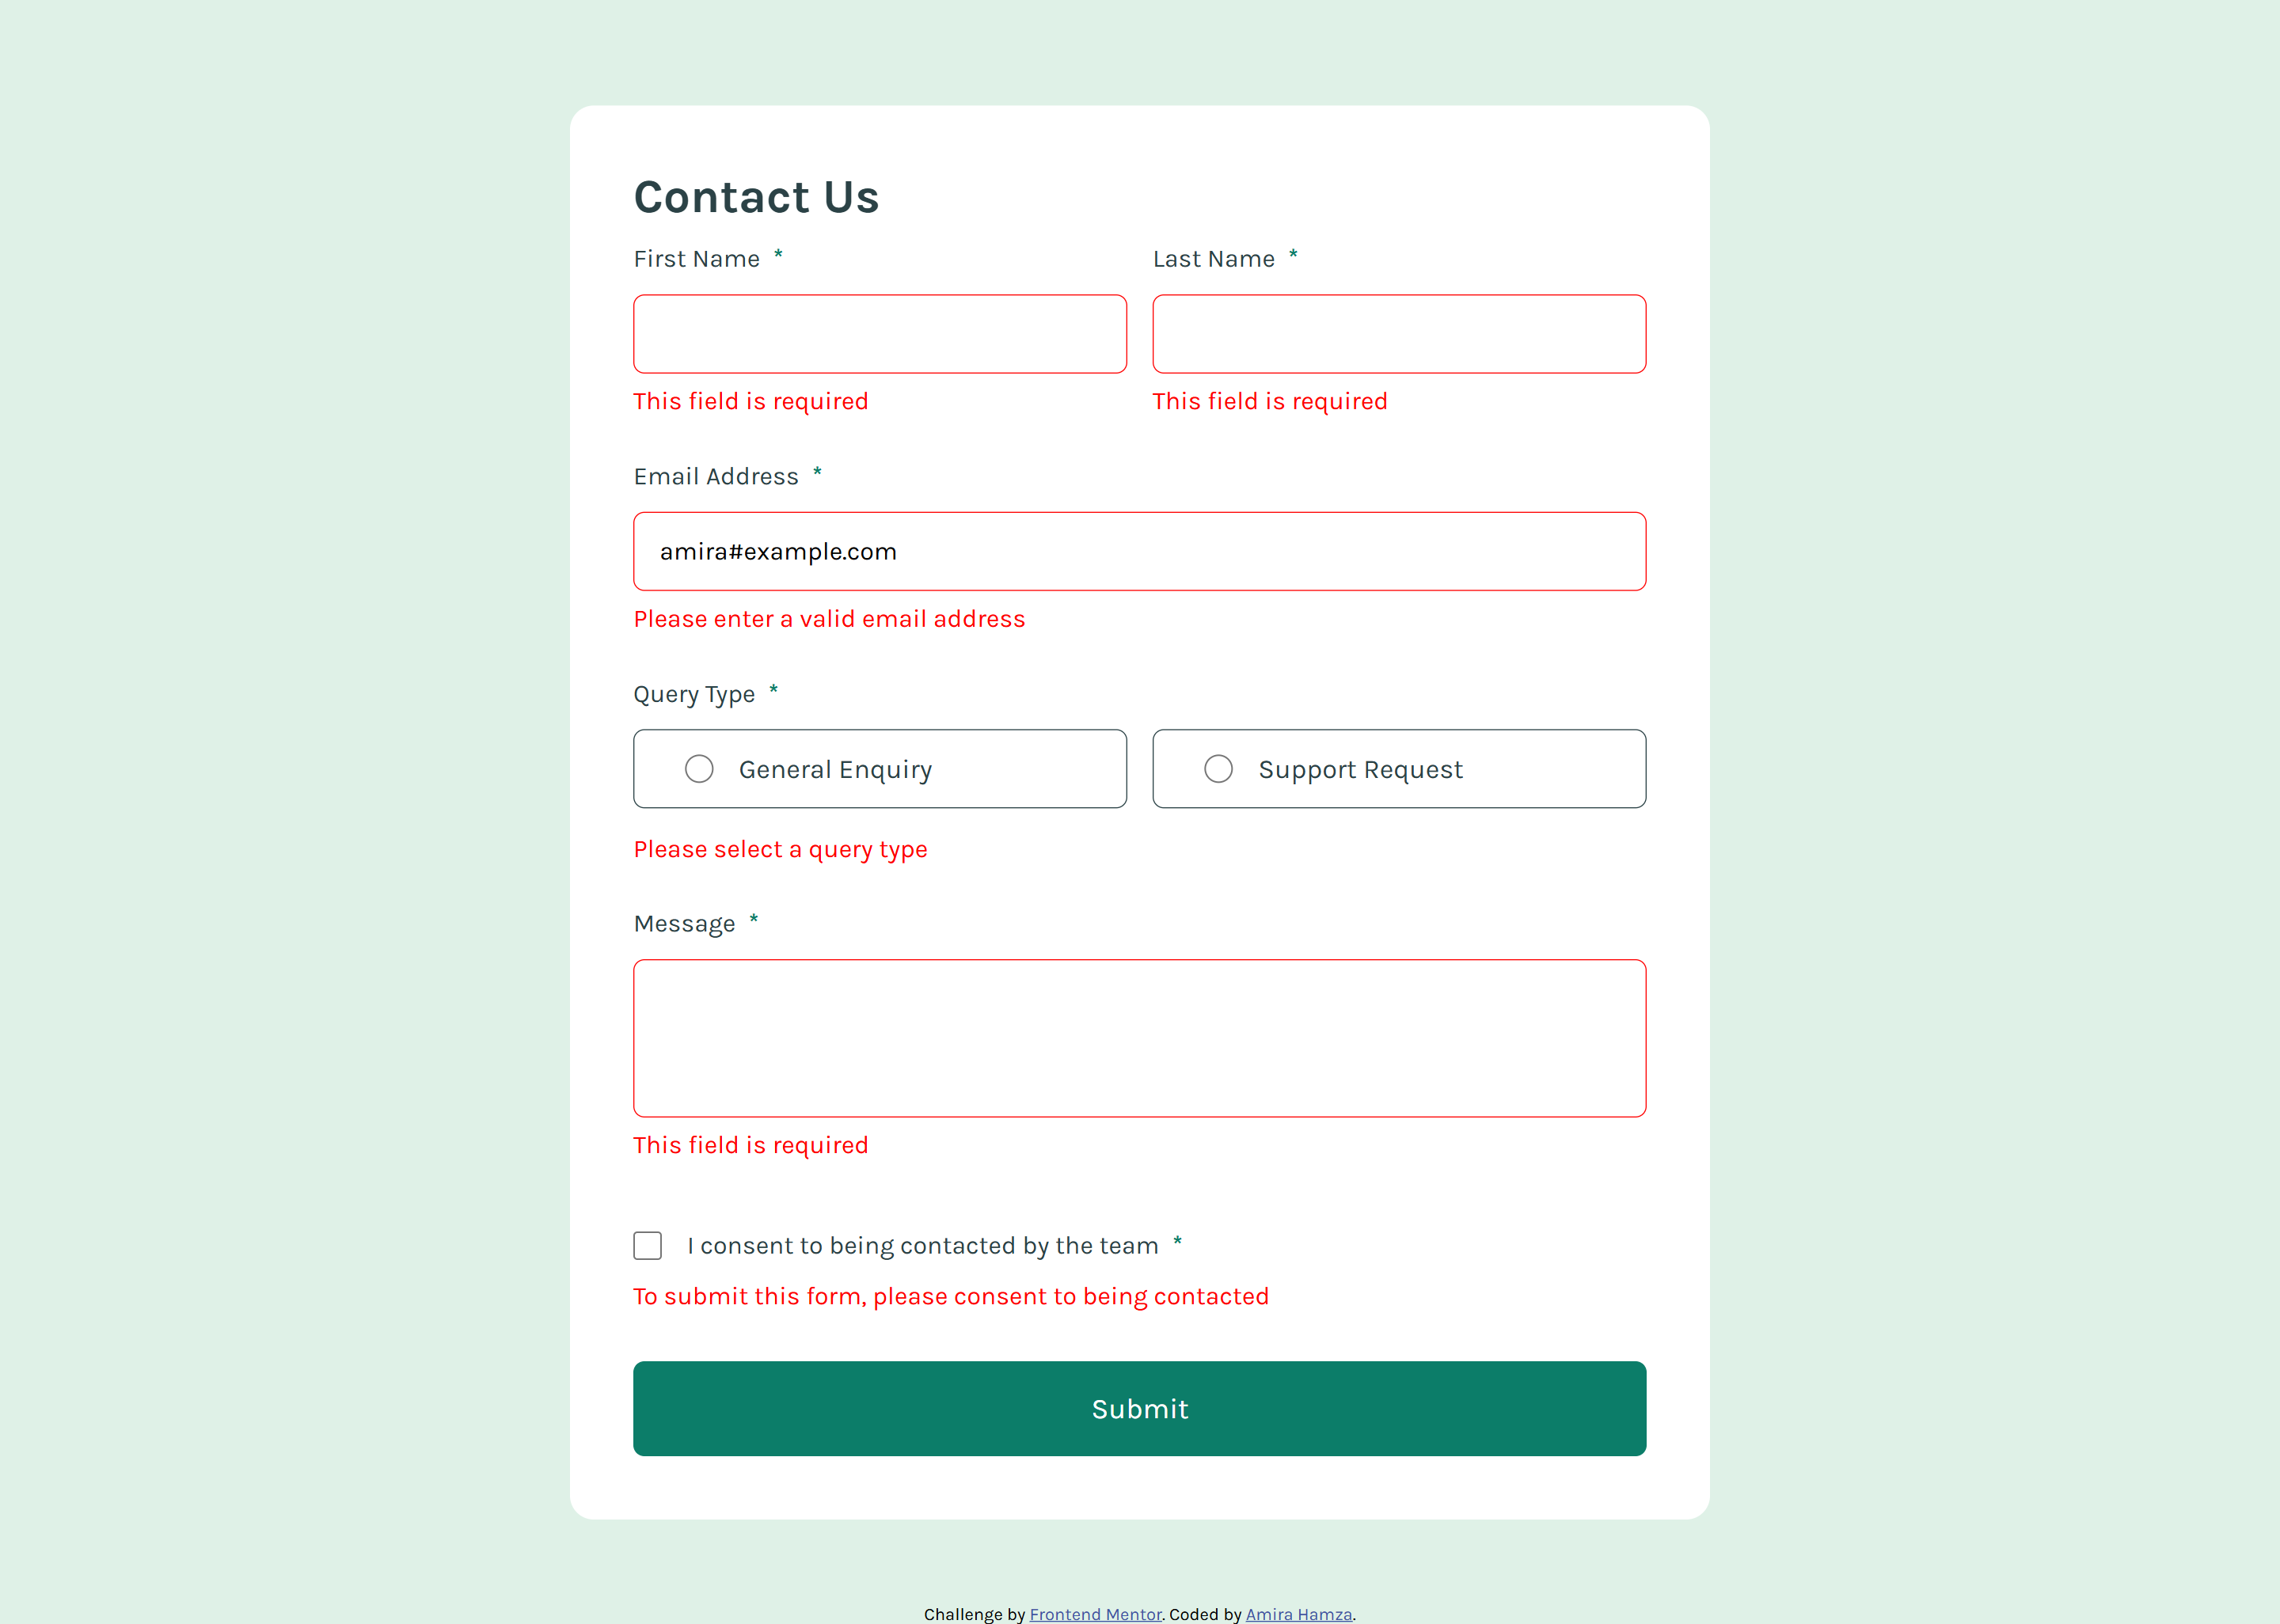 Contact Us
First Name *
Last Name *
This field is required
This field is required
Email Address *
amira#example.com
Please enter a valid email address
Query Type *
General Enquiry
Support Request
Please select a query type
Message *
This field is required
I consent to being contacted by the team *
To submit this form, please consent to being contacted
Submit
Challenge by Frontend Mentor. Coded by Amira Hamza.